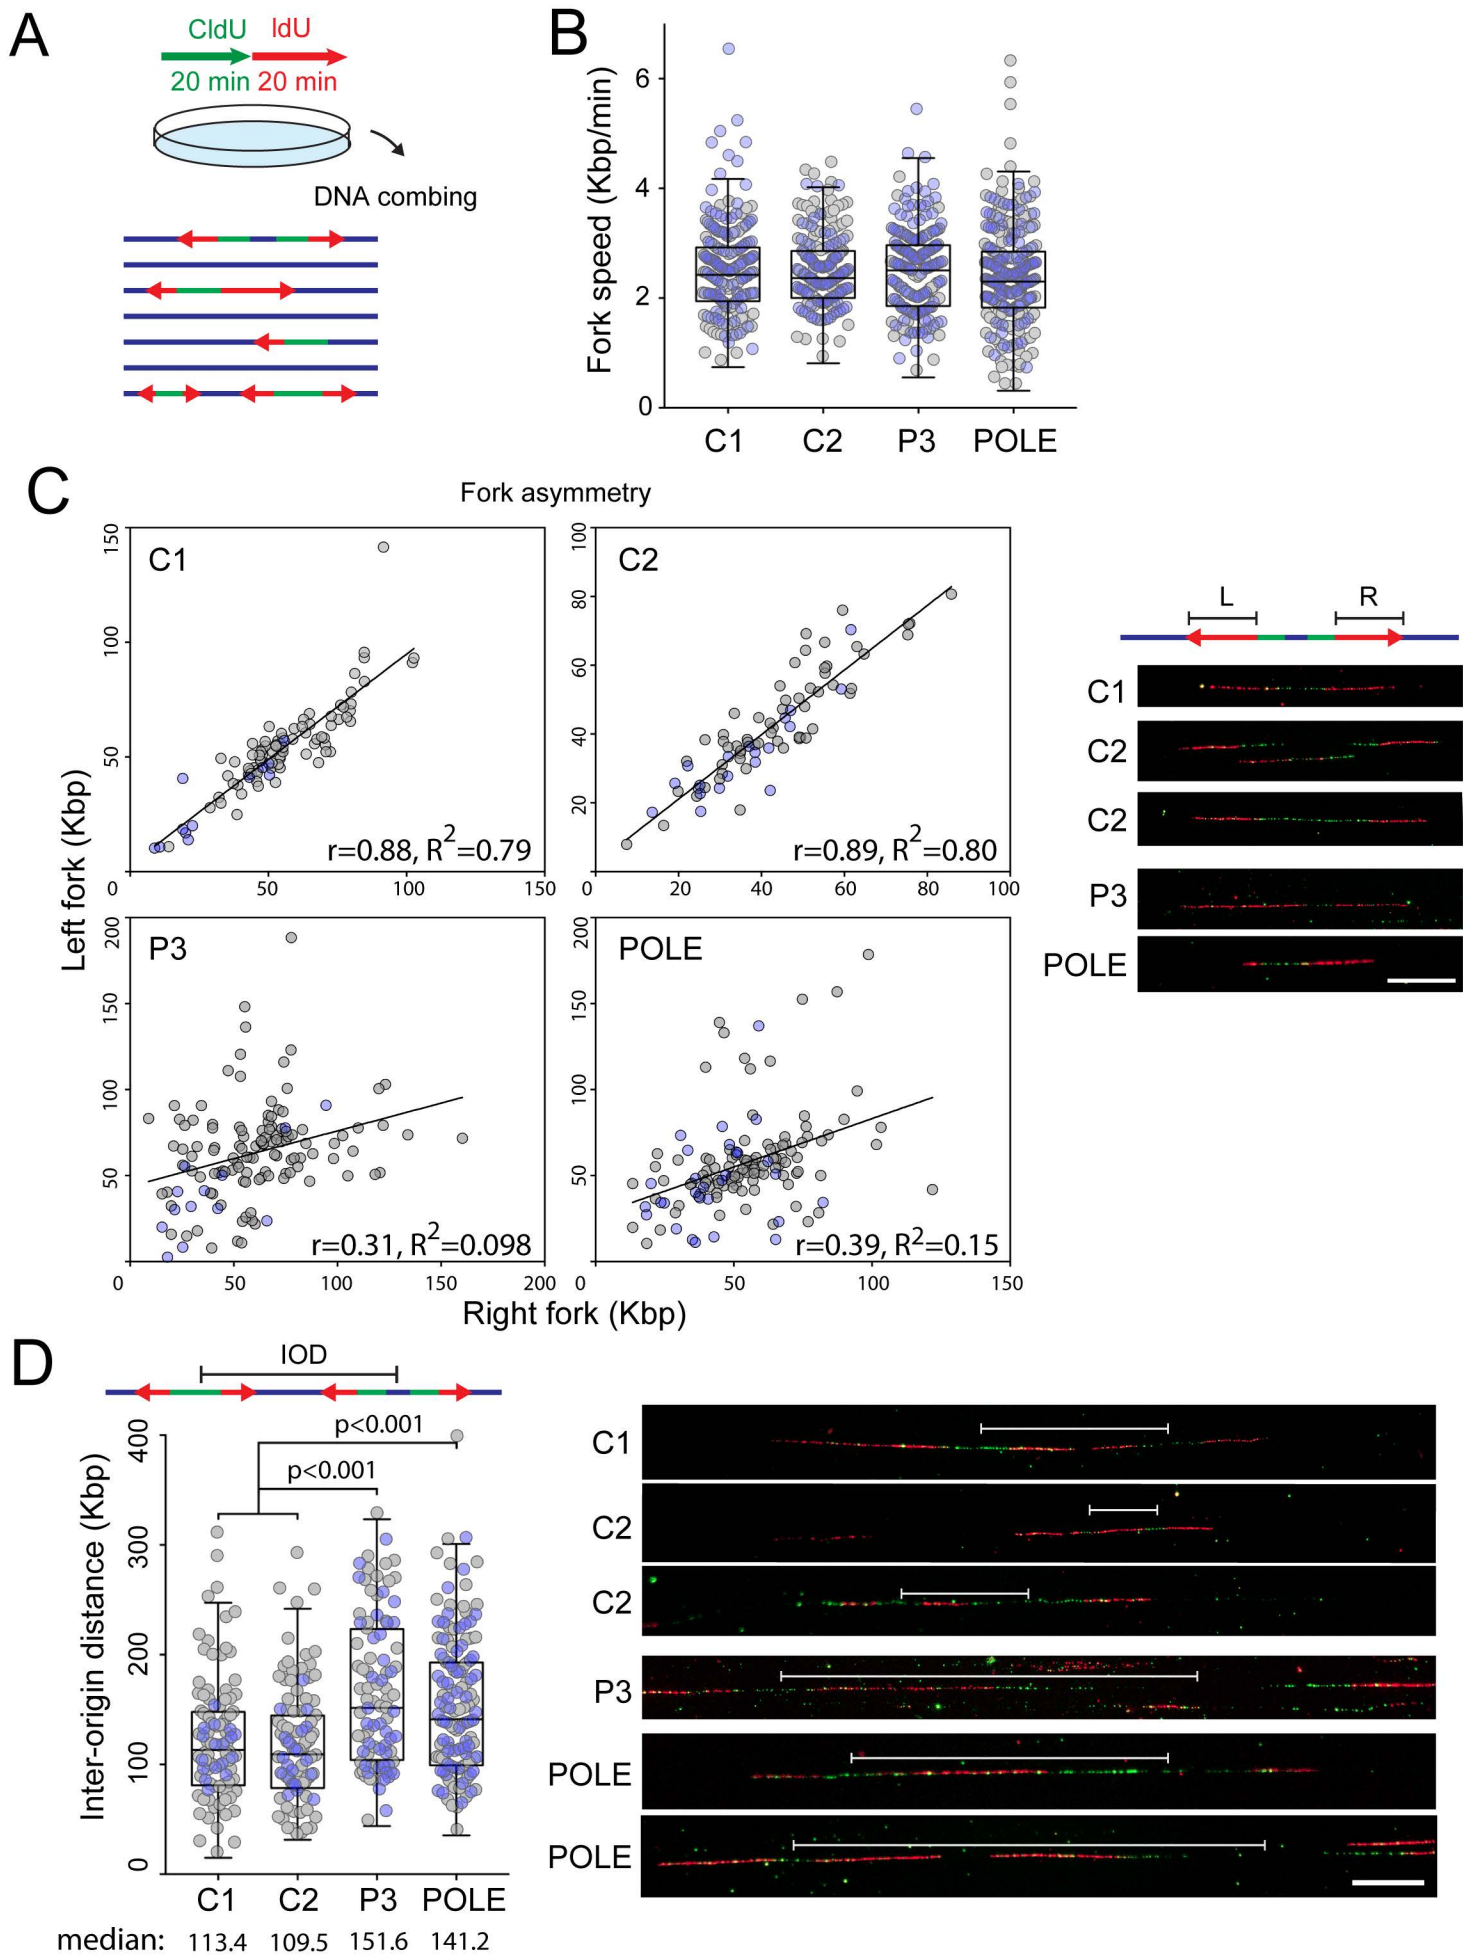 A
CldU IdU
20 min 20 min
DNA combing
B
Fork speed (Kbp/min)
6
4
2
0
C1 C2 P3 POLE
C
Fork asymmetry
Left fork (Kbp)
150
100
50
C1
r=0.88, R2=0.79
0 50 100 150
100
80
60
40
20
C2
r=0.89, R2=0.80
0 20 40 60 80 100
200
150
100
50
P3
r=0.31, R2=0.098
0 50 100 150 200
200
150
100
50
POLE
r=0.39, R2=0.15
0 50 100 150
Right fork (Kbp)
L R
C1
C2
C2
P3
POLE
D
IOD
Inter-origin distance (Kbp)
400
300
200
100
0
p<0.001
p<0.001
C1 C2 P3 POLE
median: 113.4 109.5 151.6 141.2
C1
C2
C2
P3
POLE
POLE